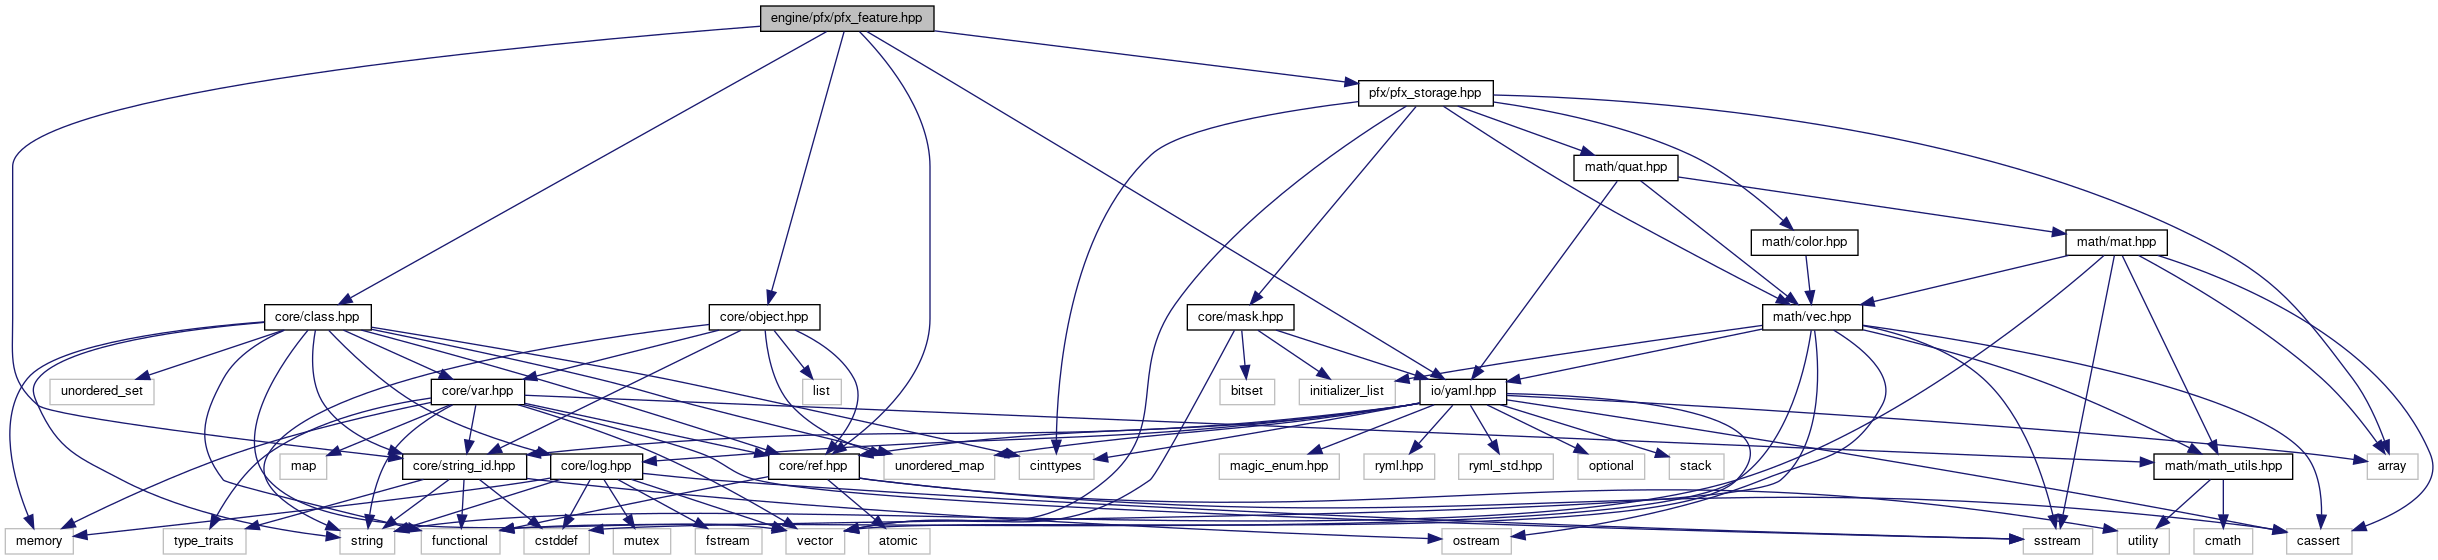 engine/pfx/pfx_feature.hpp
pfx/pfx_storage.hpp
math/quat.hpp
math/color.hpp
math/mat.hpp
core/class.hpp
core/object.hpp
core/mask.hpp
math/vec.hpp
unordered_set
core/var.hpp
list
bitset
initializer_list
io/yaml.hpp
map
core/string_id.hpp
core/log.hpp
core/ref.hpp
unordered_map
cinttypes
magic_enum.hpp
ryml.hpp
ryml_std.hpp
optional
stack
math/math_utils.hpp
array
memory
type_traits
string
functional
cstddef
mutex
fstream
vector
atomic
ostream
sstream
utility
cmath
cassert